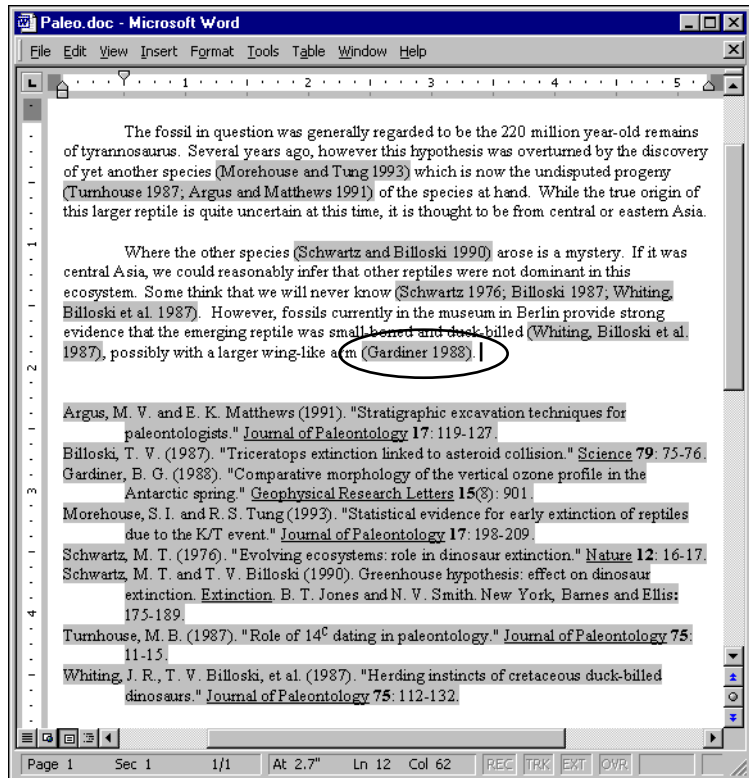 Paleo.doc - Microsoft Word
File Edit View Insert Format Tools Table Window Help
L 1 2 3 4 5
The fossil in question was generally regarded to be the 220 million year-old remains
of tyrannosaurus. Several years ago, however this hypothesis was overturned by the discovery
of yet another species (Morehouse and Tung 1993) which is now the undisputed progeny
(Turnhouse 1987; Argus and Matthews 1991) of the species at hand. While the true origin of
this larger reptile is quite uncertain at this time, it is thought to be from central or eastern Asia.
1
Where the other species (Schwartz and Billoski 1990) arose is a mystery. If it was
central Asia, we could reasonably infer that other reptiles were not dominant in this
ecosystem. Some think that we will never know (Schwartz 1976; Billoski 1987; Whiting,
Billoski et al. 1987). However, fossils currently in the museum in Berlin provide strong
evidence that the emerging reptile was small-boned and duck-billed (Whiting, Billoski et al.
1987), possibly with a larger wing-like arm (Gardiner 1988).
2
Argus, M. V. and E. K. Matthews (1991). "Stratigraphic excavation techniques for
paleontologists." Journal of Paleontology 17: 119-127.
Billoski, T. V. (1987). "Triceratops extinction linked to asteroid collision." Science 79: 75-76.
Gardiner, B. G. (1988). "Comparative morphology of the vertical ozone profile in the
3
Antarctic spring." Geophysical Research Letters 15(8): 901.
Morehouse, S. I. and R. S. Tung (1993). "Statistical evidence for early extinction of reptiles
due to the K/T event." Journal of Paleontology 17: 198-209.
Schwartz, M. T. (1976). "Evolving ecosystems: role in dinosaur extinction." Nature 12: 16-17.
Schwartz, M. T. and T. V. Billoski (1990). Greenhouse hypothesis: effect on dinosaur
extinction. Extinction. B. T. Jones and N. V. Smith. New York, Barnes and Ellis:
4
175-189.
Turnhouse, M. B. (1987). "Role of 14C dating in paleontology." Journal of Paleontology 75:
11-15.
Whiting, J. R., T. V. Billoski, et al. (1987). "Herding instincts of cretaceous duck-billed
dinosaurs." Journal of Paleontology 75: 112-132.
Page 1 Sec 1 1/1 At 2.7" Ln 12 Col 62 REC TRK EXT OVR